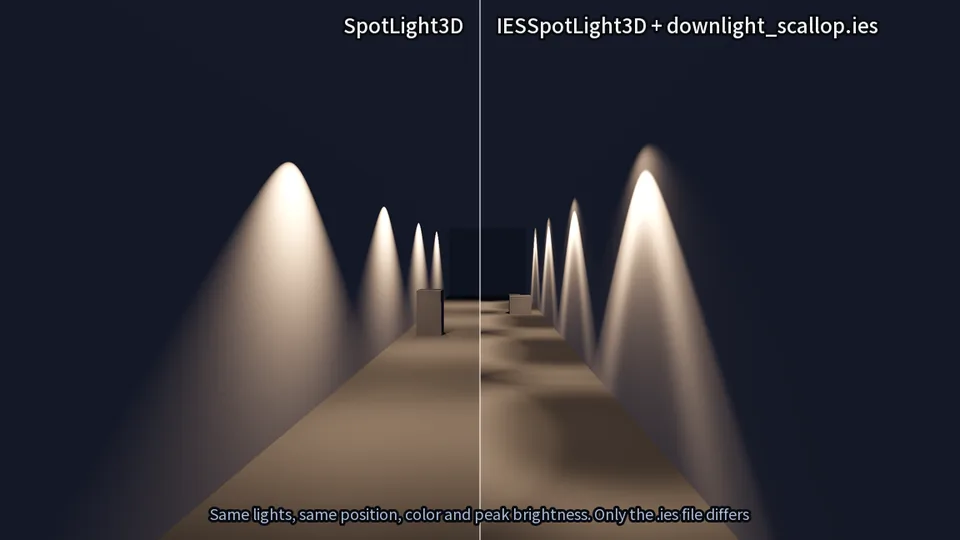 SpotLight3D
IESSpotLight3D + downlight_scallop.ies
Same lights, same position, color and peak brightness. Only the .ies file differs